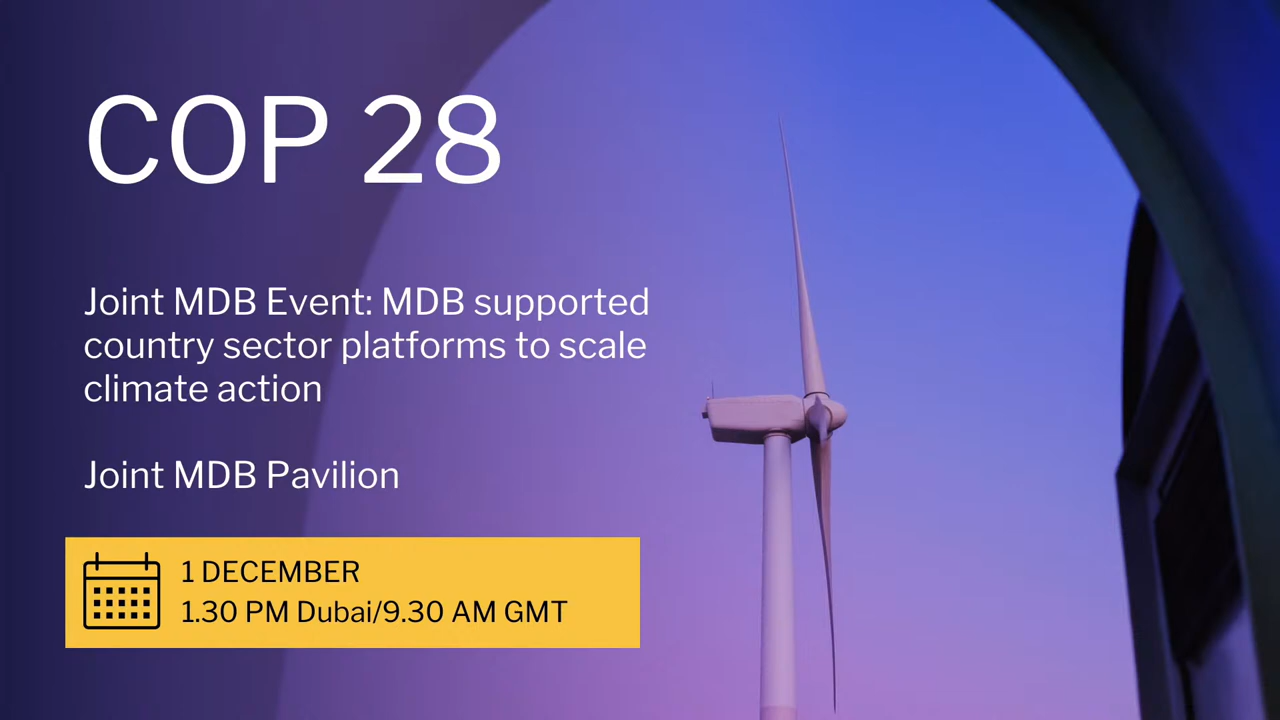 COP 28
Joint MDB Event: MDB supported
country sector platforms to scale
climate action
Joint MDB Pavilion
1 DECEMBER
1.30 PM Dubai/9.30 AM GMT